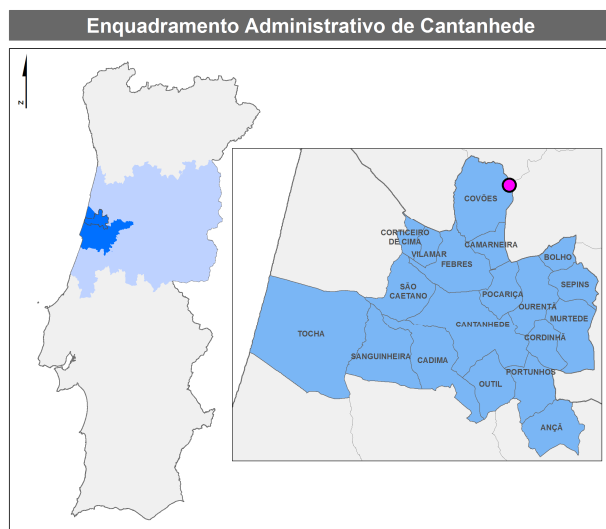 Enquadramento Administrativo de Cantanhede
N
COVÕES
CORTICEIRO
DE CIMA
CAMARNEIRA
VILAMAR
FEBRES
BOLHO
SEPINS
SÃO
CAETANO
POCARIÇA
OURENTÃ
MURTEDE
CANTANHEDE
TOCHA
CORDINHÃ
SANGUINHEIRA
CADIMA
PORTUNHOS
OUTIL
ANÇÃ